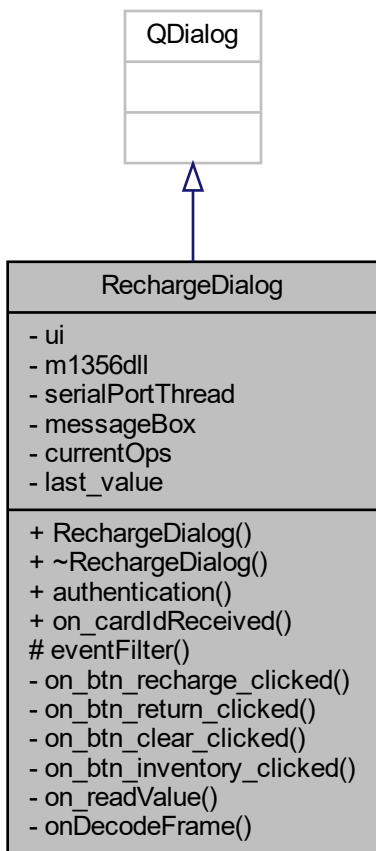 QDialog
RechargeDialog
- ui
- m1356dll
- serialPortThread
- messageBox
- currentOps
- last_value
+ RechargeDialog()
+ ~RechargeDialog()
+ authentication()
+ on_cardIdReceived()
# eventFilter()
- on_btn_recharge_clicked()
- on_btn_return_clicked()
- on_btn_clear_clicked()
- on_btn_inventory_clicked()
- on_readValue()
- onDecodeFrame()